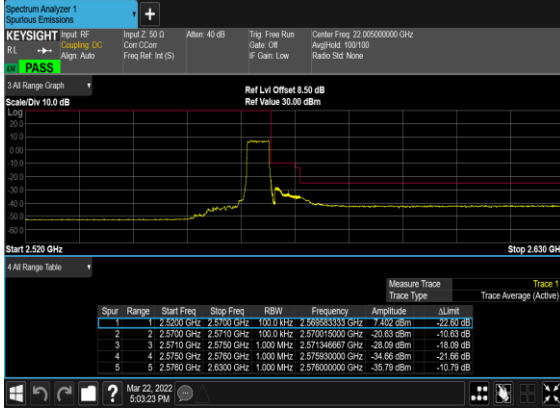 Spectrum Analyzer 1
Spurious Emissions
+
KEYSIGHT Input: RF Input Z: 50 Ω Atten: 40 dB Trig: Free Run Center Freq: 22.005000000 GHz
RL Coupling: DC Corr CCorr Gate: Off Avg|Hold: 100/100
Align: Auto Freq Ref: Int (S) IF Gain: Low Radio Std: None
LXI PASS
3 All Range Graph
Ref Lvl Offset 8.50 dB
Scale/Div 10.0 dB Ref Value 30.00 dBm
Log
20.0
10.0
0.00
-10.0
-20.0
-30.0
-40.0
-50.0
-60.0
Start 2.520 GHz Stop 2.630 GH
4 All Range Table
Measure Trace Trace 1
Trace Type Trace Average (Active)
Spur Range Start Freq Stop Freq RBW Frequency Amplitude ΔLimit
1 1 2.5200 GHz 2.5700 GHz 100.0 kHz 2.569583333 GHz 7.402 dBm -22.60 dB
2 2 2.5700 GHz 2.5710 GHz 100.0 kHz 2.570015000 GHz -20.63 dBm -10.63 dB
3 3 2.5710 GHz 2.5750 GHz 1.000 MHz 2.571346667 GHz -28.09 dBm -18.09 dB
4 4 2.5750 GHz 2.5760 GHz 1.000 MHz 2.575930000 GHz -34.66 dBm -21.66 dB
5 5 2.5760 GHz 2.6300 GHz 1.000 MHz 2.576000000 GHz -35.79 dBm -10.79 dB
?
Mar 22, 2022
5:03:23 PM